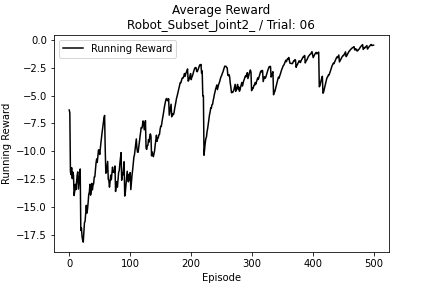 Average Reward
Robot_Subset_Joint2_ / Trial: 06
Running Reward
Running Reward
0.0
−2.5
−5.0
−7.5
−10.0
−12.5
−15.0
−17.5
0 100 200 300 400 500
Episode